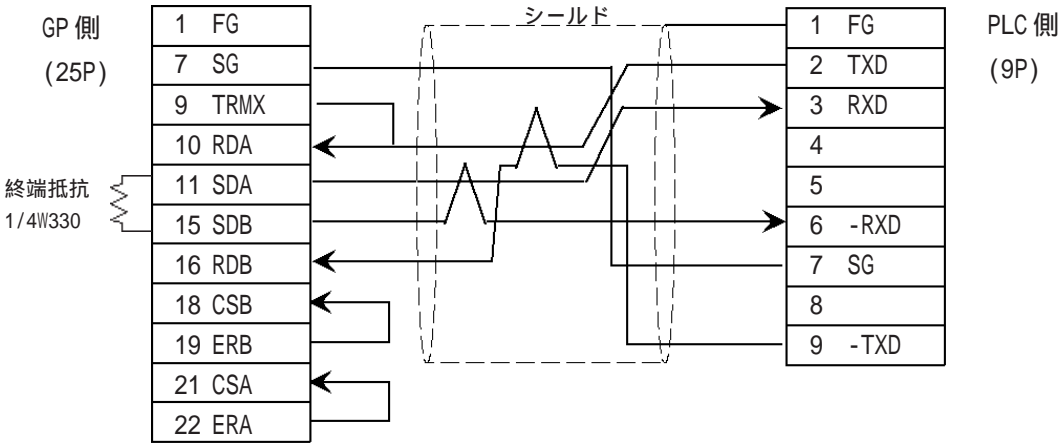 GP 側
(25P)
1 FG
7 SG
9 TRMX
10 RDA
11 SDA
15 SDB
16 RDB
18 CSB
19 ERB
21 CSA
22 ERA
終端抵抗
1/4W330
シールド
1 FG
2 TXD
3 RXD
4
5
6 -RXD
7 SG
8
9 -TXD
PLC 側
(9P)